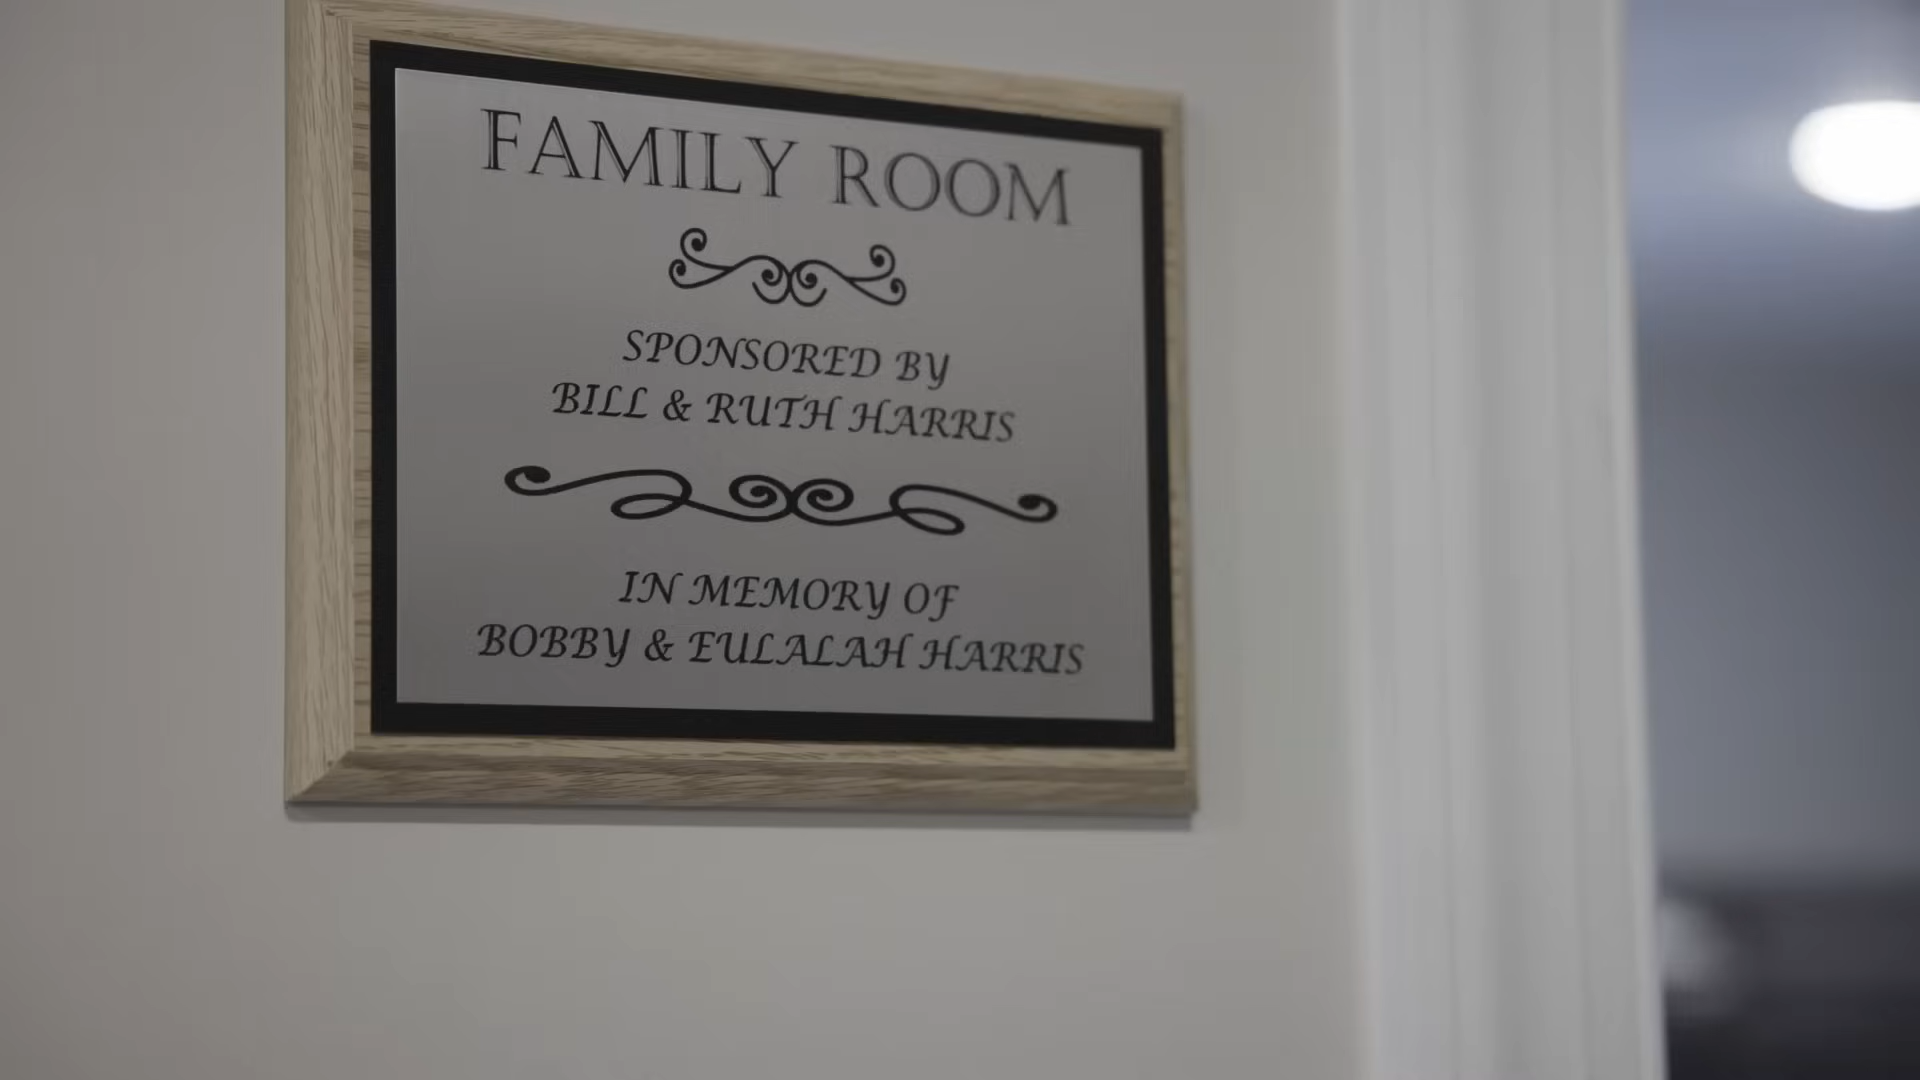 FAMILY ROOM
SPONSORED BY
BILL & RUTH HARRIS
IN MEMORY OF
BOBBY & EULALAH HARRIS